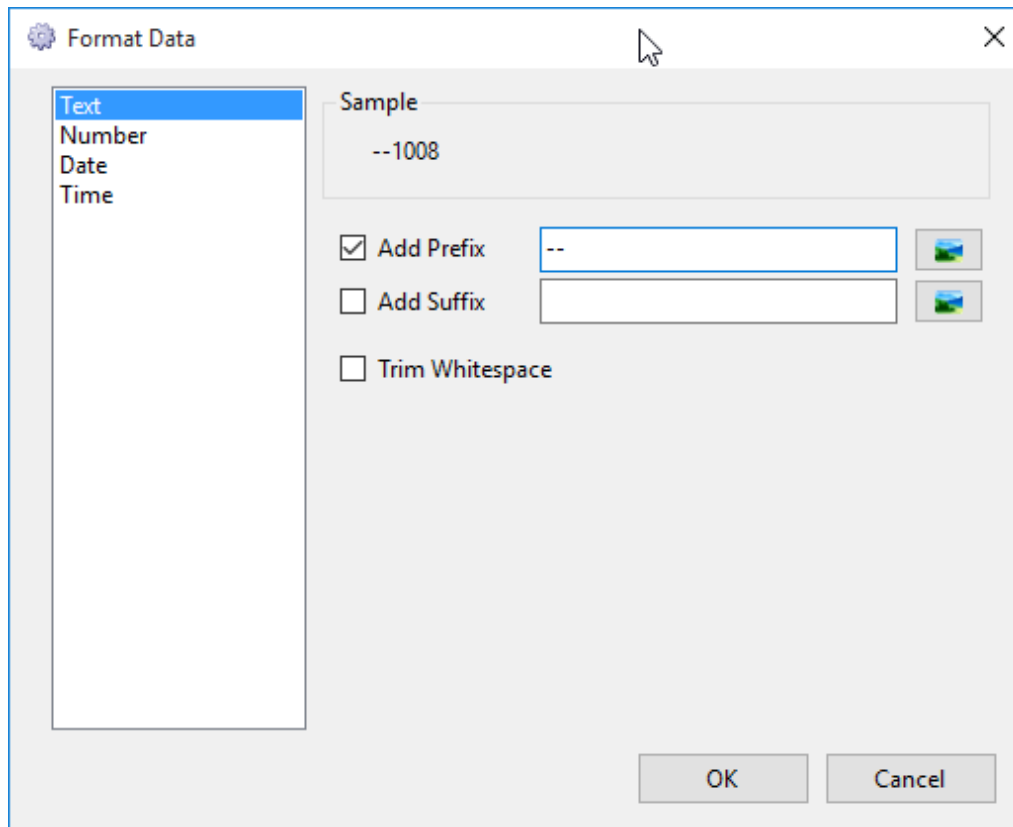 Format Data
Text
Number
Date
Time
Sample
--1008
Add Prefix
--
Add Suffix
Trim Whitespace
OK
Cancel